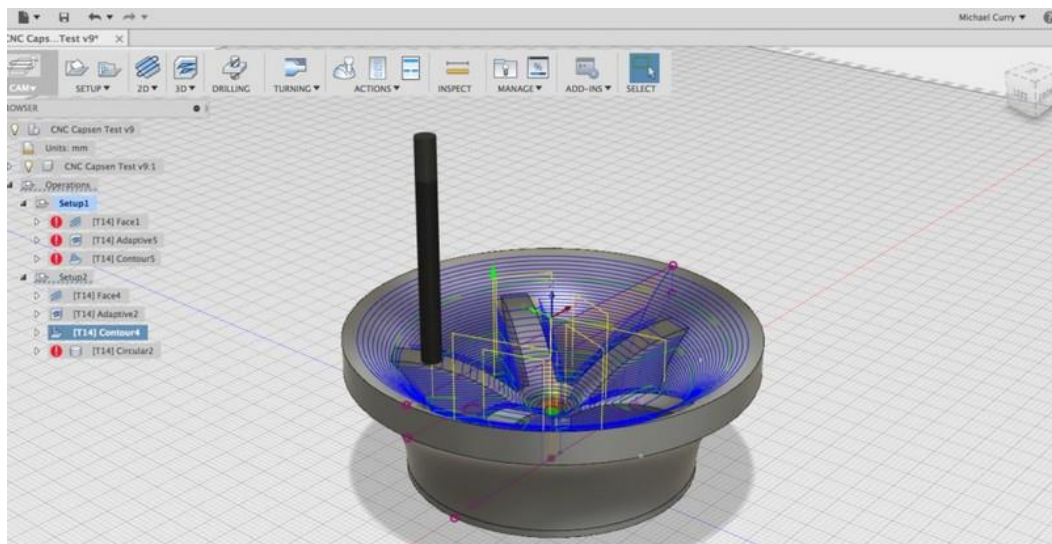 Michael Curry
CNC Caps...Test v9*
CAM
SETUP
2D
3D
DRILLING
TURNING
ACTIONS
INSPECT
MANAGE
ADD-INS
SELECT
CNC Capsen Test v9
Units: mm
CNC Capsen Test v9:1
Operations
Setup1
[T14] Face1
[T14] Adaptive5
[T14] Contour5
Setup2
[T14] Face4
[T14] Adaptive2
[T14] Contour4
[T14] Circular2